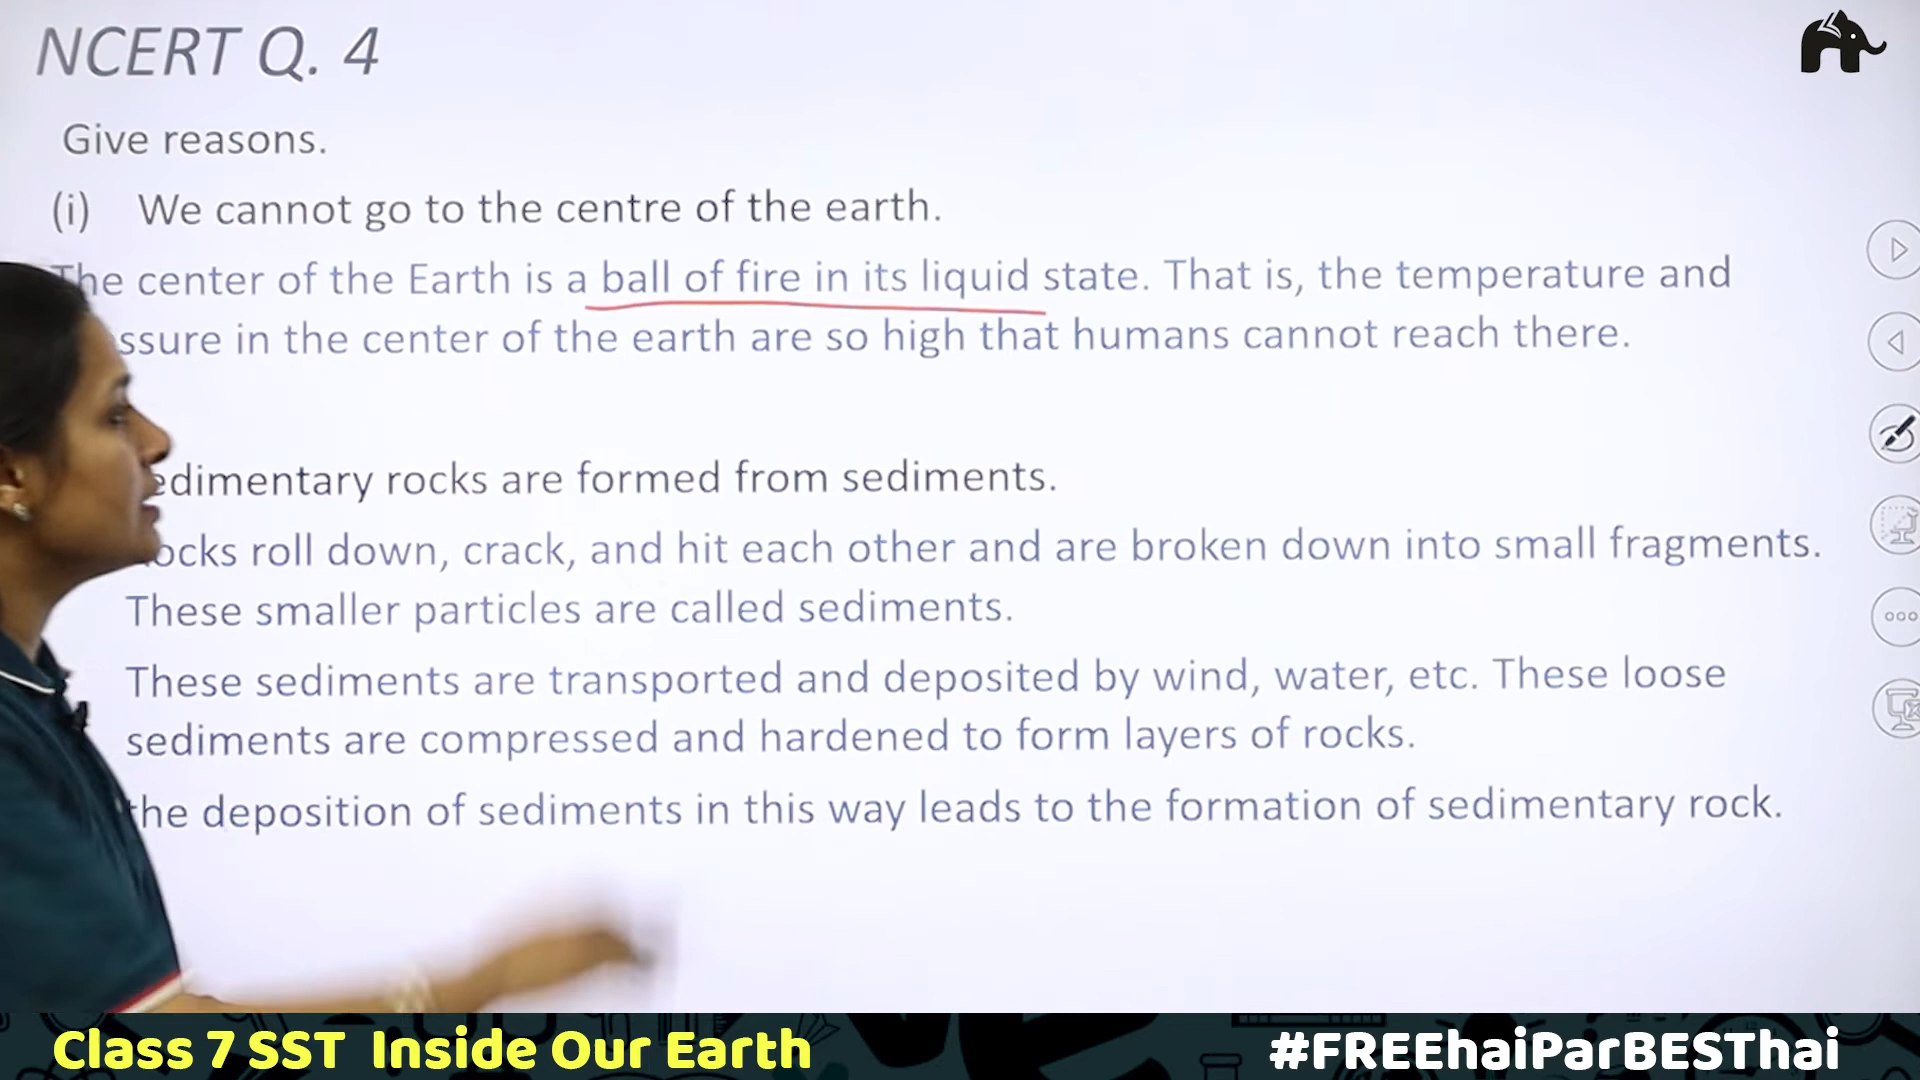 NCERT Q. 4
Give reasons.
(i) We cannot go to the centre of the earth.
The center of the Earth is a ball of fire in its liquid state. That is, the temperature and
ssure in the center of the earth are so high that humans cannot reach there.
edimentary rocks are formed from sediments.
ocks roll down, crack, and hit each other and are broken down into small fragments.
These smaller particles are called sediments.
These sediments are transported and deposited by wind, water, etc. These loose
sediments are compressed and hardened to form layers of rocks.
the deposition of sediments in this way leads to the formation of sedimentary rock.
Class 7 SST Inside Our Earth
#FREEhaiParBESThai